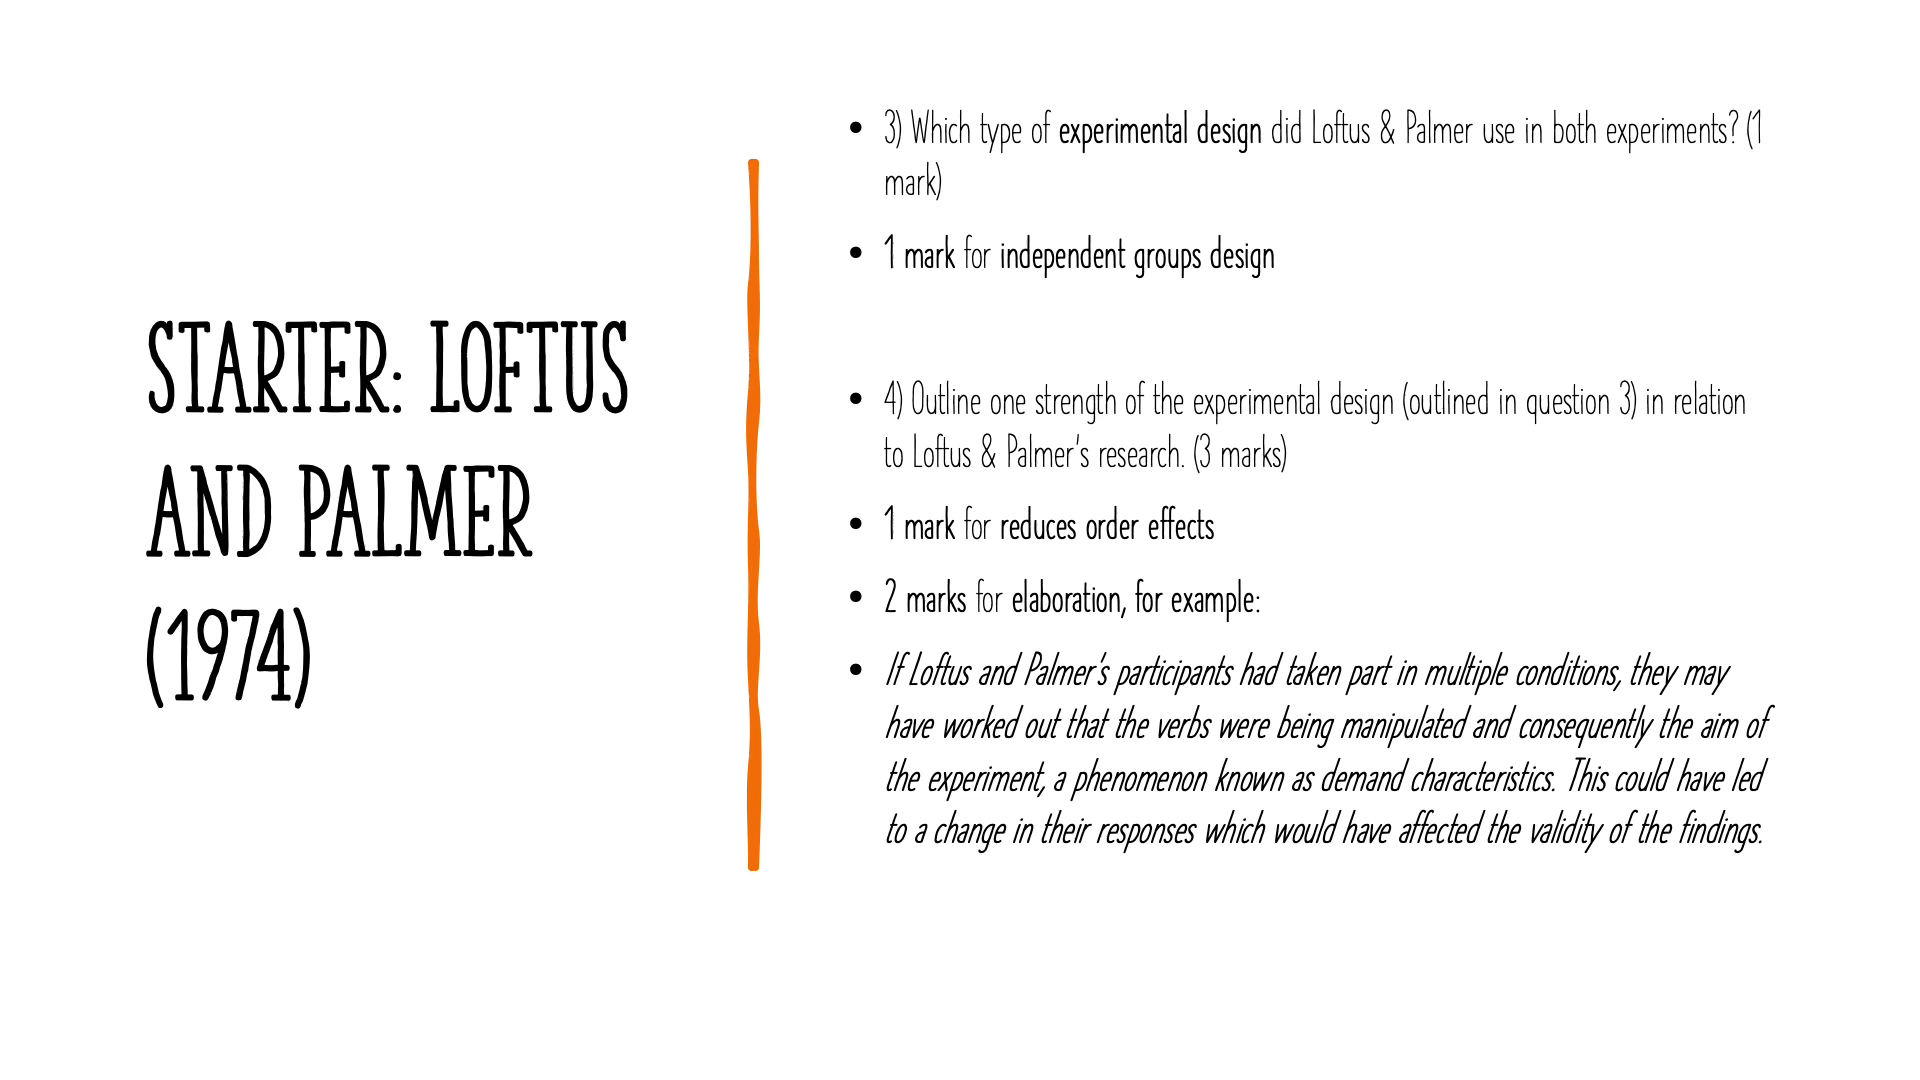 STARTER: LOFTUS
AND PALMER
(1974)
• 3) Which type of experimental design did Loftus & Palmer use in both experiments? (1
mark)
• 1 mark for independent groups design
• 4) Outline one strength of the experimental design (outlined in question 3) in relation
to Loftus & Palmer's research. (3 marks)
• 1 mark for reduces order effects
• 2 marks for elaboration, for example:
• If Loftus and Palmer's participants had taken part in multiple conditions, they may
have worked out that the verbs were being manipulated and consequently the aim of
the experiment, a phenomenon known as demand characteristics. This could have led
to a change in their responses which would have affected the validity of the findings.